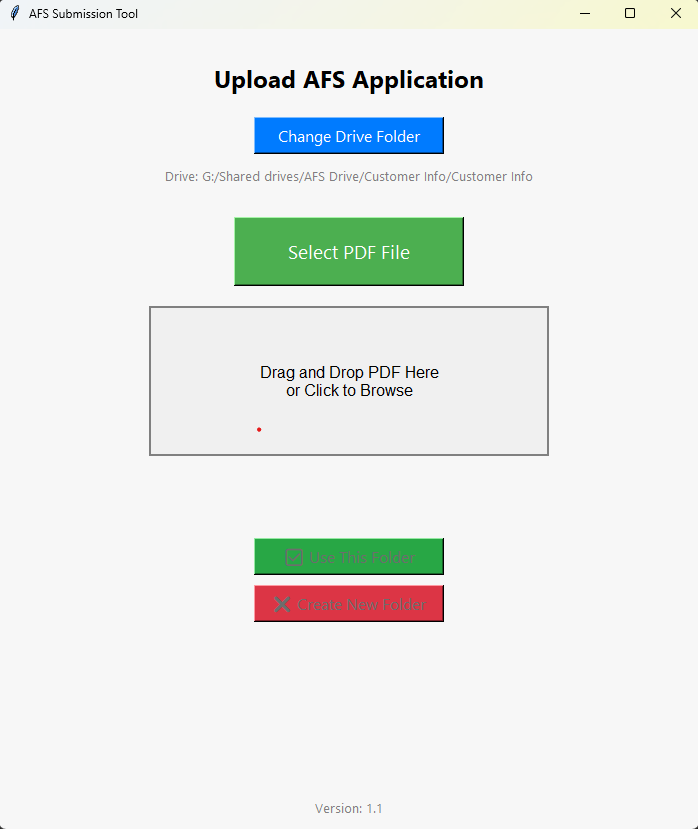 AFS Submission Tool
Upload AFS Application
Change Drive Folder
Drive: G:/Shared drives/AFS Drive/Customer Info/Customer Info
Select PDF File
Drag and Drop PDF Here
or Click to Browse
☑ Use This Folder
❌ Create New Folder
Version: 1.1